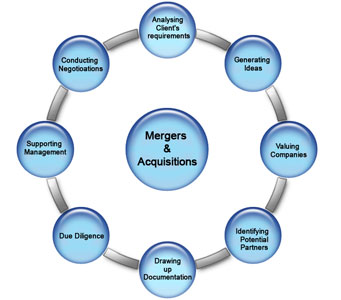 Analysing
Client's
requirements
Generating
Ideas
Valuing
Companies
Identifying
Potential
Partners
Drawing
up
Documentation
Due Diligence
Supporting
Management
Conducting
Negotioations
Mergers
&
Acquisitions